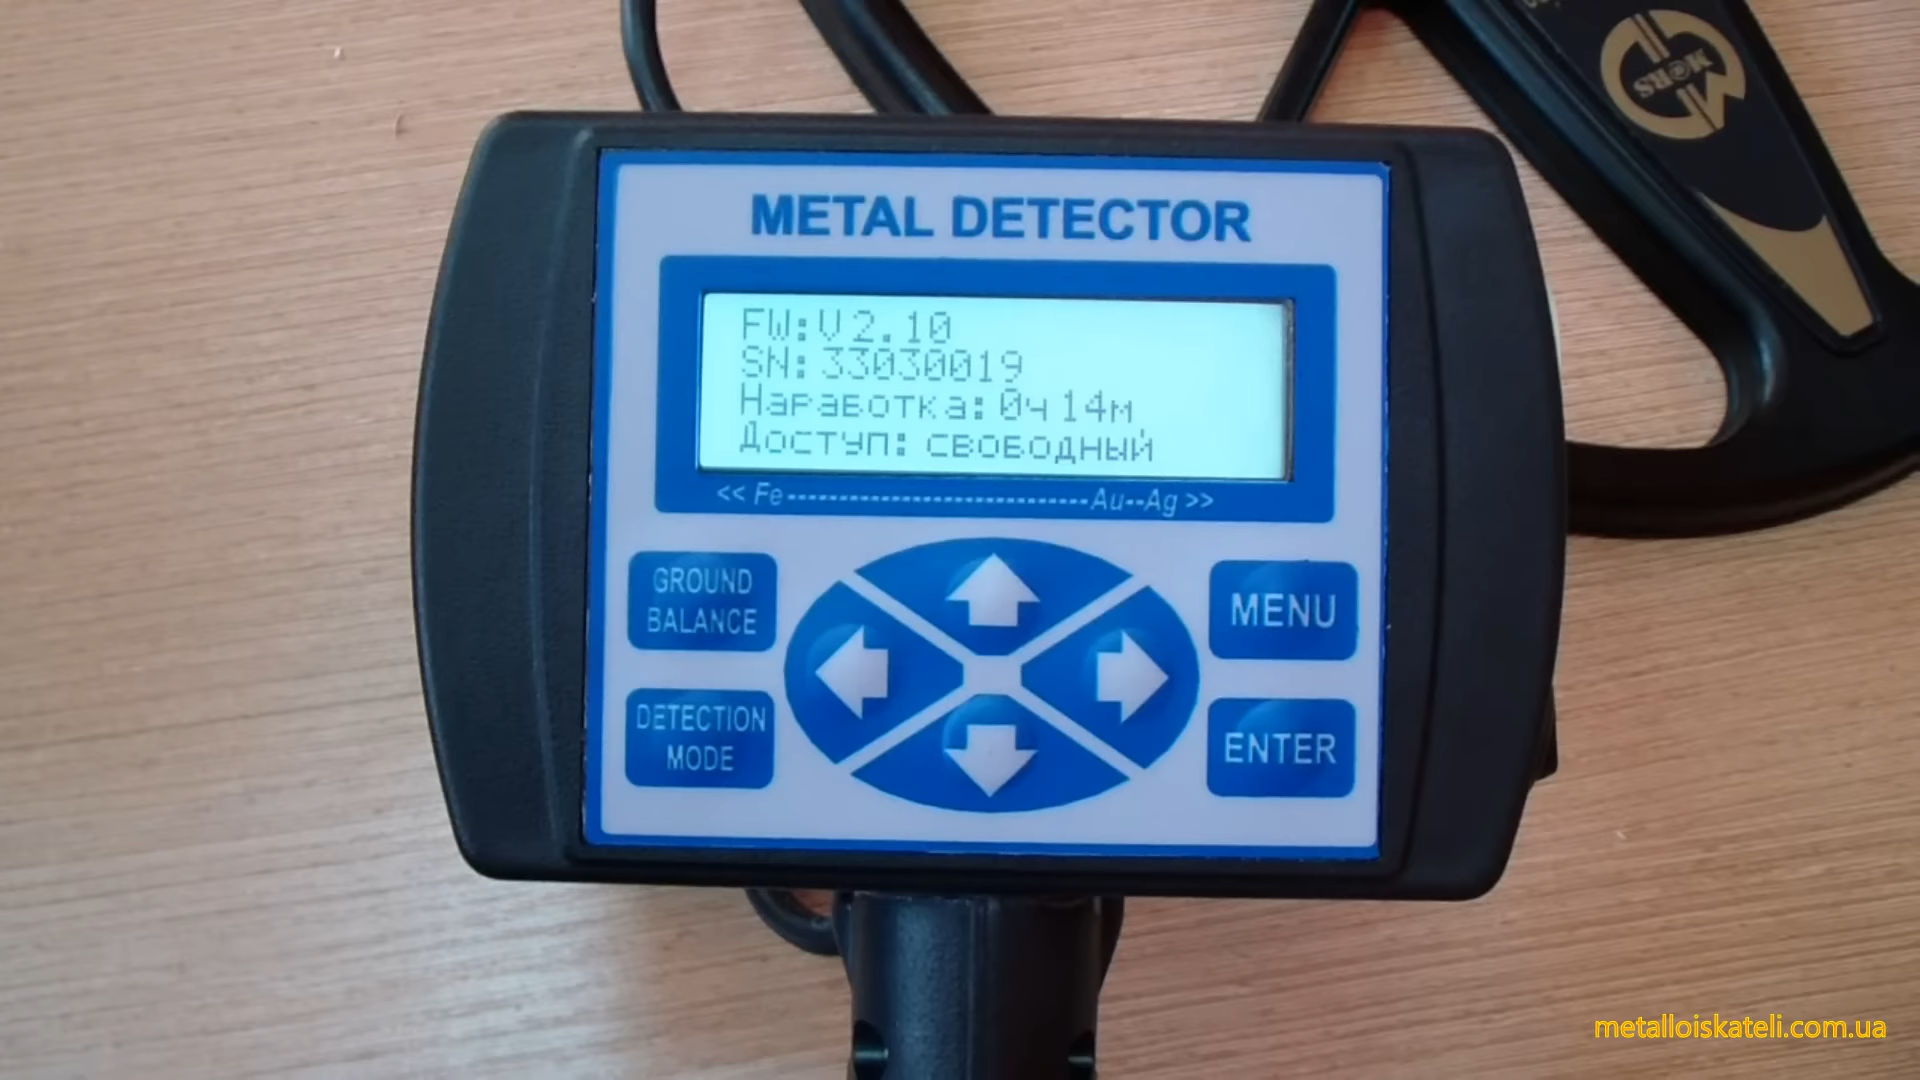 METAL DETECTOR
FW:V2.10
SN:33030019
Наработка:0ч14м
Доступ: свободный
<< Fe-----------------------------Au--Ag >>
GROUND
BALANCE
MENU
DETECTION
MODE
ENTER
MARS
metalloiskateli.com.ua